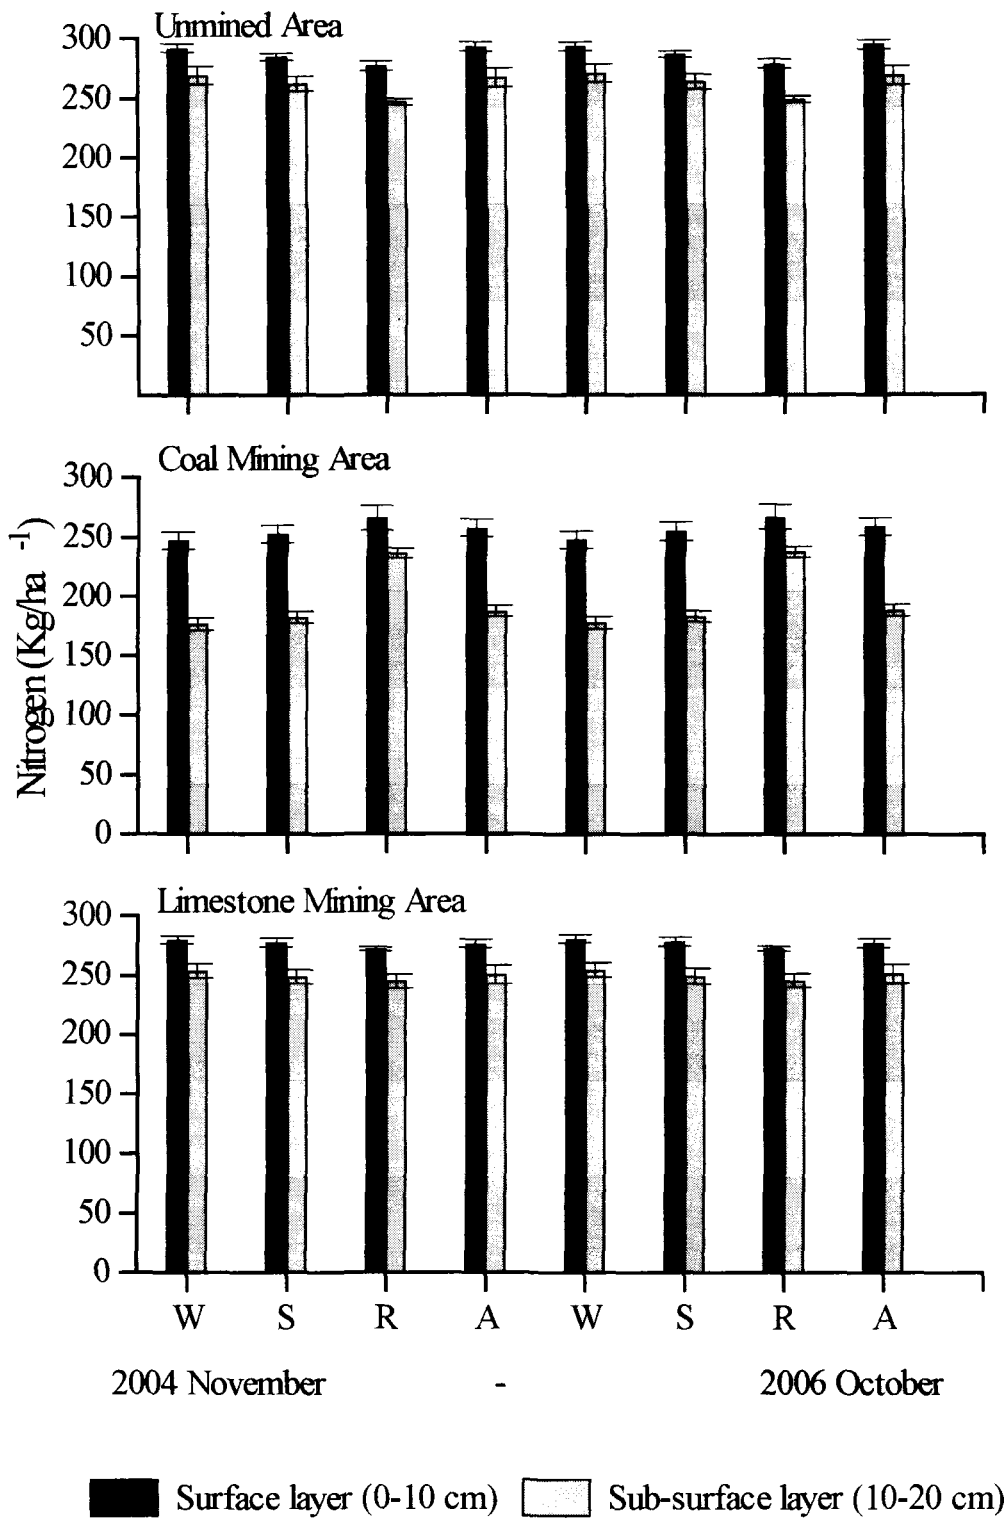 Unmined Area
300
250
200
150
100
50
Coal Mining Area
300
250
200
150
100
50
0
Nitrogen (Kg/ha -1)
Limestone Mining Area
300
250
200
150
100
50
0
W S R A W S R A
2004 November - 2006 October
Surface layer (0-10 cm) Sub-surface layer (10-20 cm)